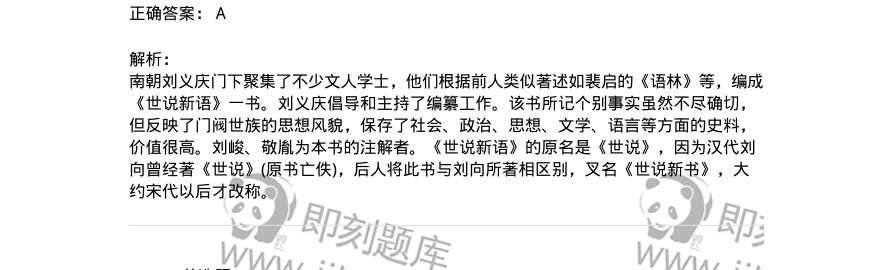 正确答案： A
解析：
南朝刘义庆门下聚集了不少文人学士，他们根据前人类似著述如裴启的《语林》等，编成
《世说新语》一书。刘义庆倡导和主持了编纂工作。该书所记个别事实虽然不尽确切，
但反映了门阀世族的思想风貌，保存了社会、政治、思想、文学、语言等方面的史料，
价值很高。刘峻、敬胤为本书的注解者。《世说新语》的原名是《世说》，因为汉代刘
向曾经著《世说》(原书亡佚)，后人将此书与刘向所著相区别，叉名《世说新书》，大
约宋代以后才改称。
即刻题库
即刻